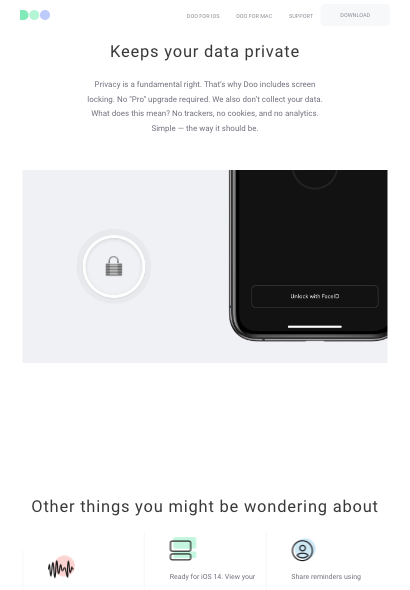 DOO FOR IOS
DOO FOR MAC
SUPPORT
DOWNLOAD
Keeps your data private
Privacy is a fundamental right. That's why Doo includes screen
locking. No "Pro" upgrade required. We also don't collect your data.
What does this mean? No trackers, no cookies, and no analytics.
Simple — the way it should be.
Unlock with FaceID
Other things you might be wondering about
Ready for iOS 14. View your
Share reminders using